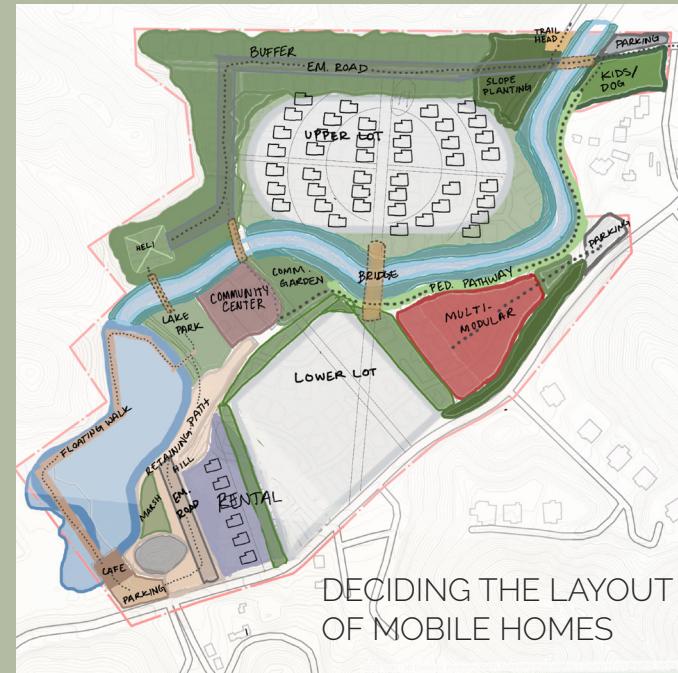 TRAIL
HEAD
PARKING
BUFFER
EM. ROAD
SLOPE
PLANTING
KIDS/
DOG
UPPER LOT
HELI
PARKING
COMM.
GARDEN
BRIDGE
PED. PATHWAY
COMMUNITY
CENTER
LAKE
PARK
MULTI-
MODULAR
LOWER LOT
FLOATING WALK
RETAINING PATH
HILL
EM.
ROAD
MARSH
RENTAL
CAFE
PARKING
DECIDING THE LAYOUT
OF MOBILE HOMES